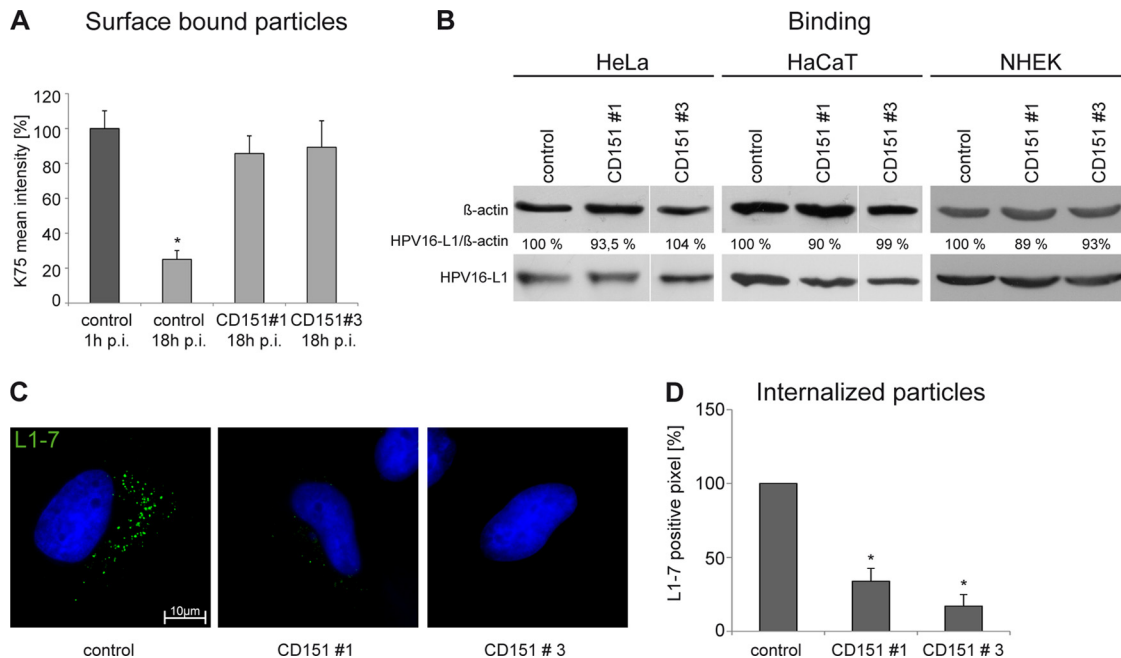 A Surface bound particles
K75 mean intensity [%]
120
100
80
60
40
20
0
*
control 1h p.i.
control 18h p.i.
CD151#1 18h p.i.
CD151#3 18h p.i.
B Binding
HeLa HaCaT NHEK
control CD151 #1 CD151 #3 control CD151 #1 CD151 #3 control CD151 #1 CD151 #3
ß-actin
HPV16-L1/ß-actin 100 % 93,5 % 104 % 100 % 90 % 99 % 100 % 89 % 93%
HPV16-L1
C
L1-7
10µm
control CD151 #1 CD151 # 3
D Internalized particles
L1-7 positive pixel [%]
150
100
50
0
* *
control CD151 #1 CD151 # 3